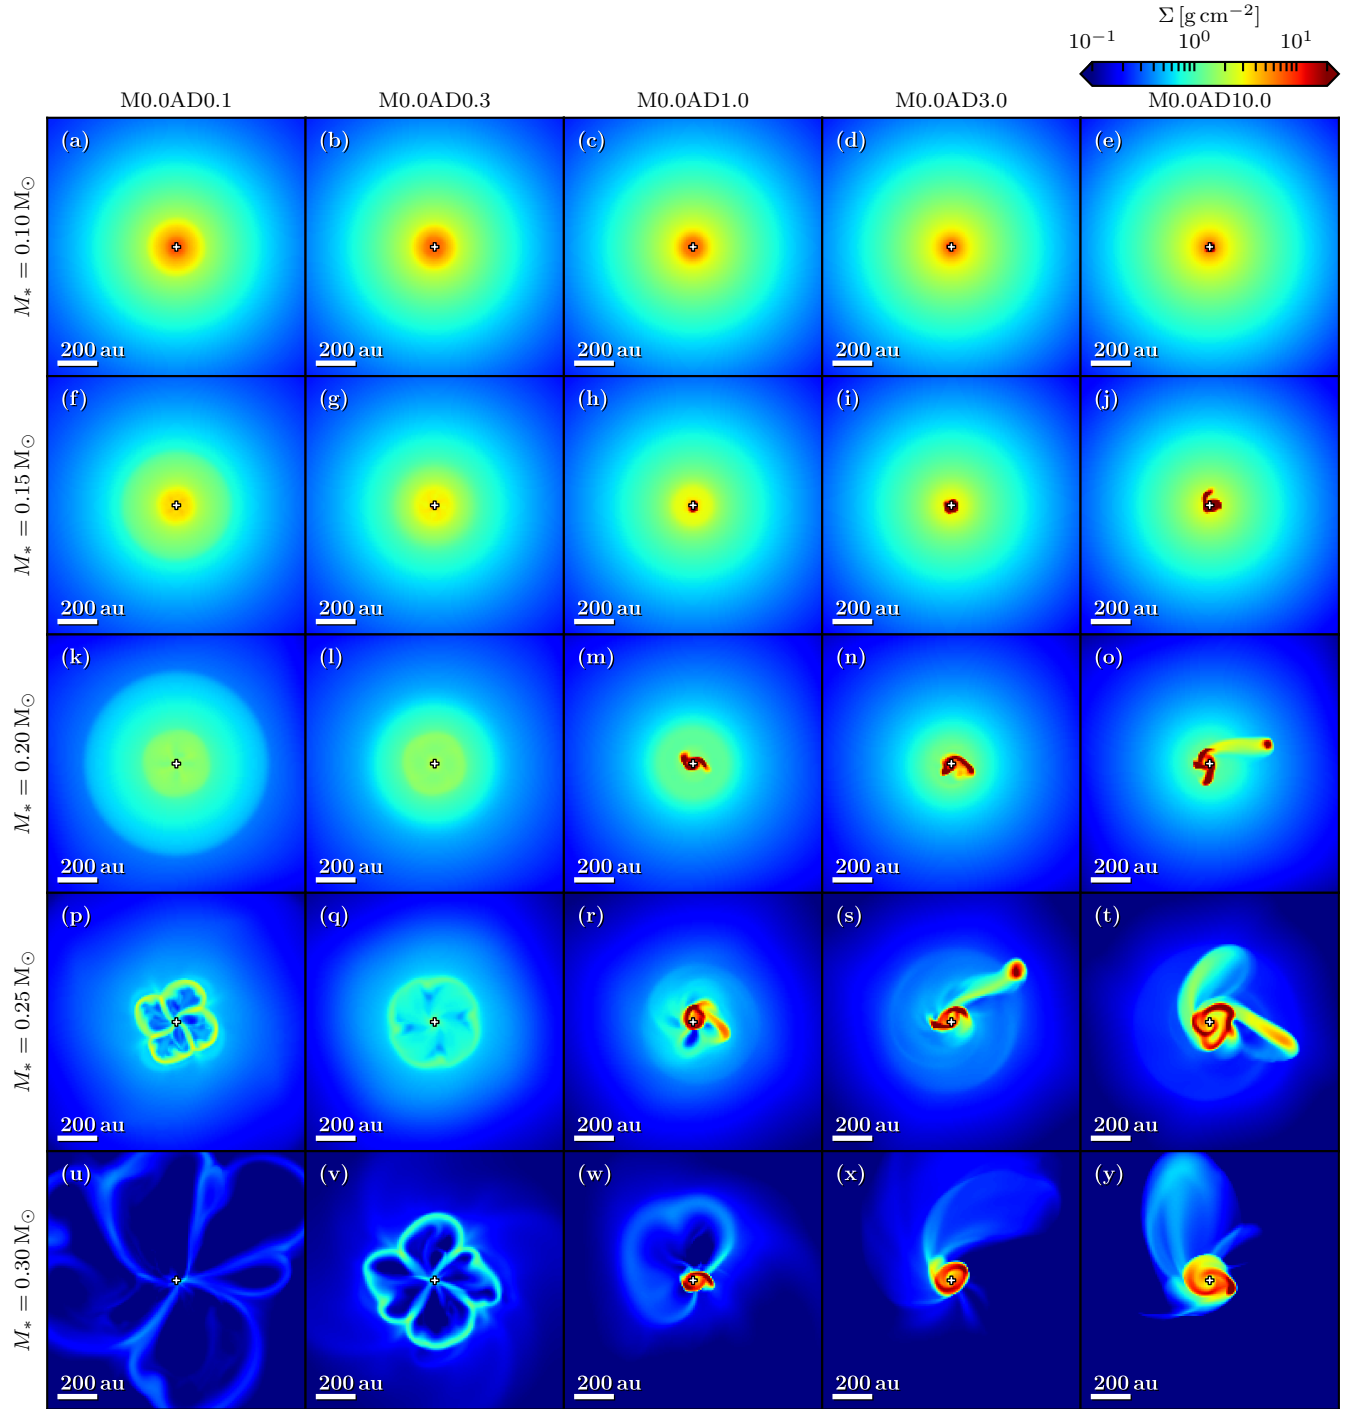 Σ [g cm⁻²]
10⁻¹ 10⁰ 10¹
M0.0AD0.1 M0.0AD0.3 M0.0AD1.0 M0.0AD3.0 M0.0AD10.0
M* = 0.10 M⊙
(a) (b) (c) (d) (e)
200 au 200 au 200 au 200 au 200 au
M* = 0.15 M⊙
(f) (g) (h) (i) (j)
200 au 200 au 200 au 200 au 200 au
M* = 0.20 M⊙
(k) (l) (m) (n) (o)
200 au 200 au 200 au 200 au 200 au
M* = 0.25 M⊙
(p) (q) (r) (s) (t)
200 au 200 au 200 au 200 au 200 au
M* = 0.30 M⊙
(u) (v) (w) (x) (y)
200 au 200 au 200 au 200 au 200 au